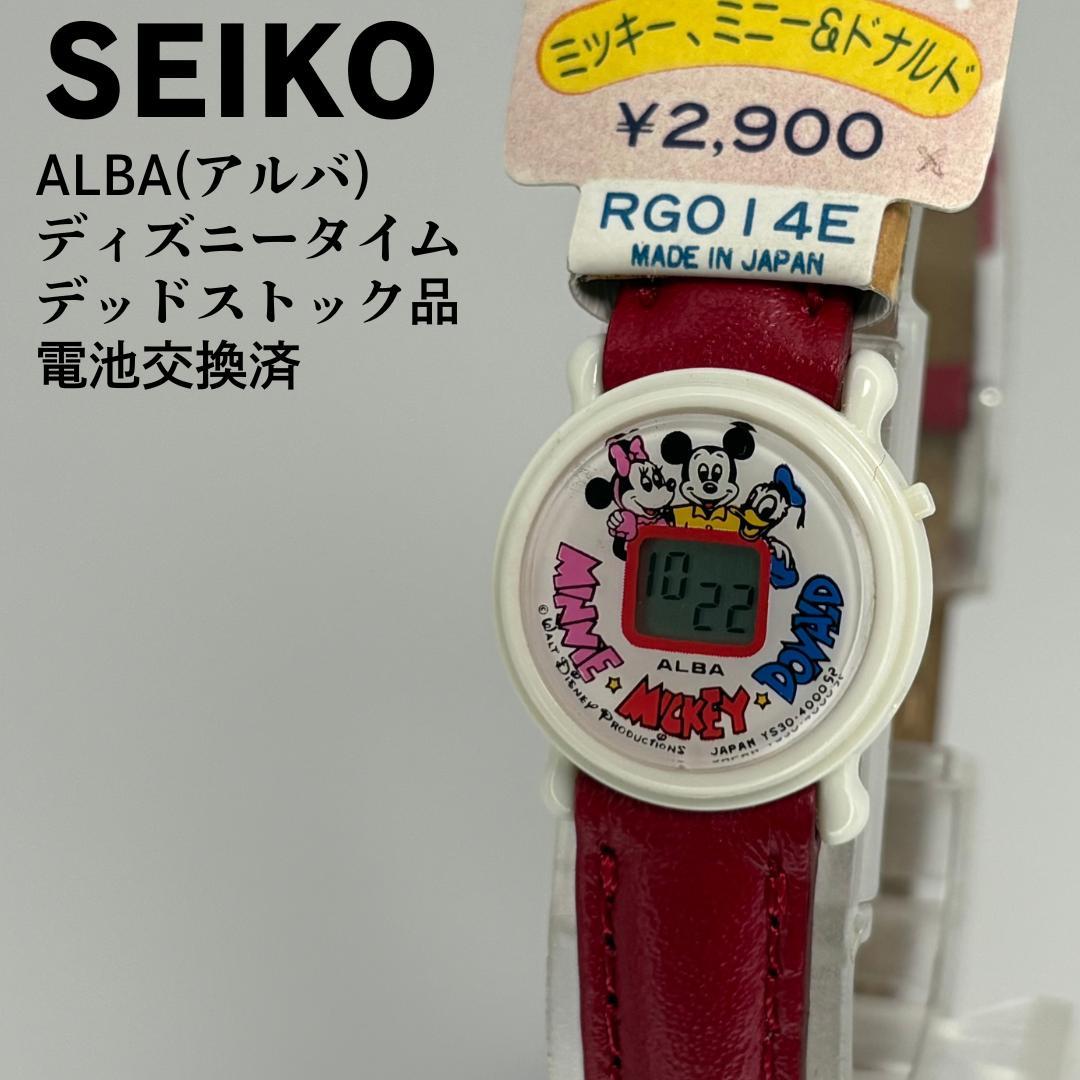 SEIKO
ALBA(アルバ)
ディズニータイム
デッドストック品
電池交換済
ミッキー、ミニー&ドナルド
¥2,900
RG014E
MADE IN JAPAN
10 22
ALBA
MINNIE ★ MICKEY ★ DONALD
© WALT DISNEY PRODUCTIONS
JAPAN YS30-4000